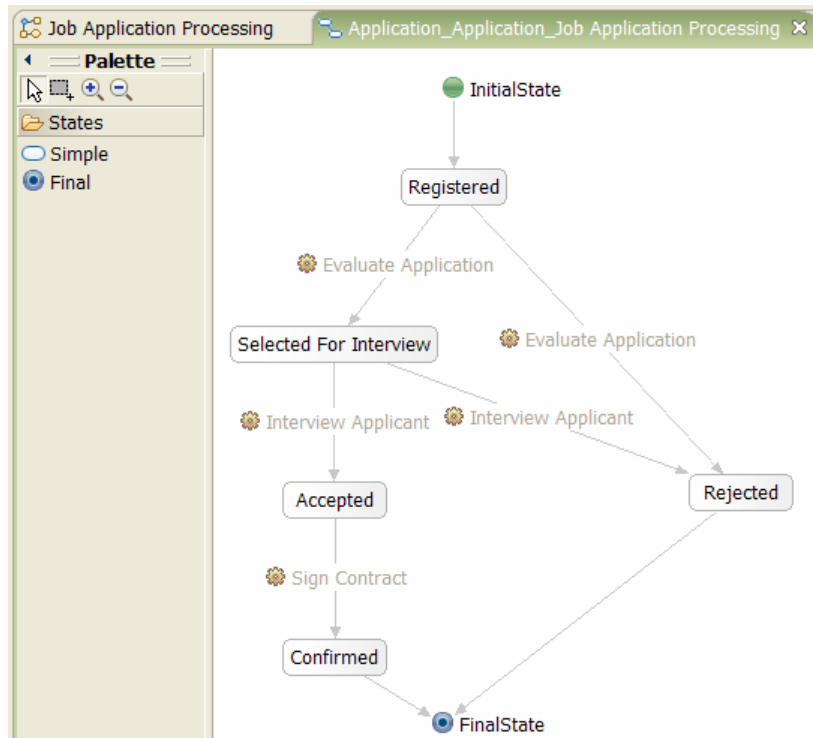 Job Application Processing
Application_Application_Job Application Processing
Palette
States
Simple
Final
InitialState
Registered
Evaluate Application
Selected For Interview
Evaluate Application
Interview Applicant
Interview Applicant
Accepted
Rejected
Sign Contract
Confirmed
FinalState